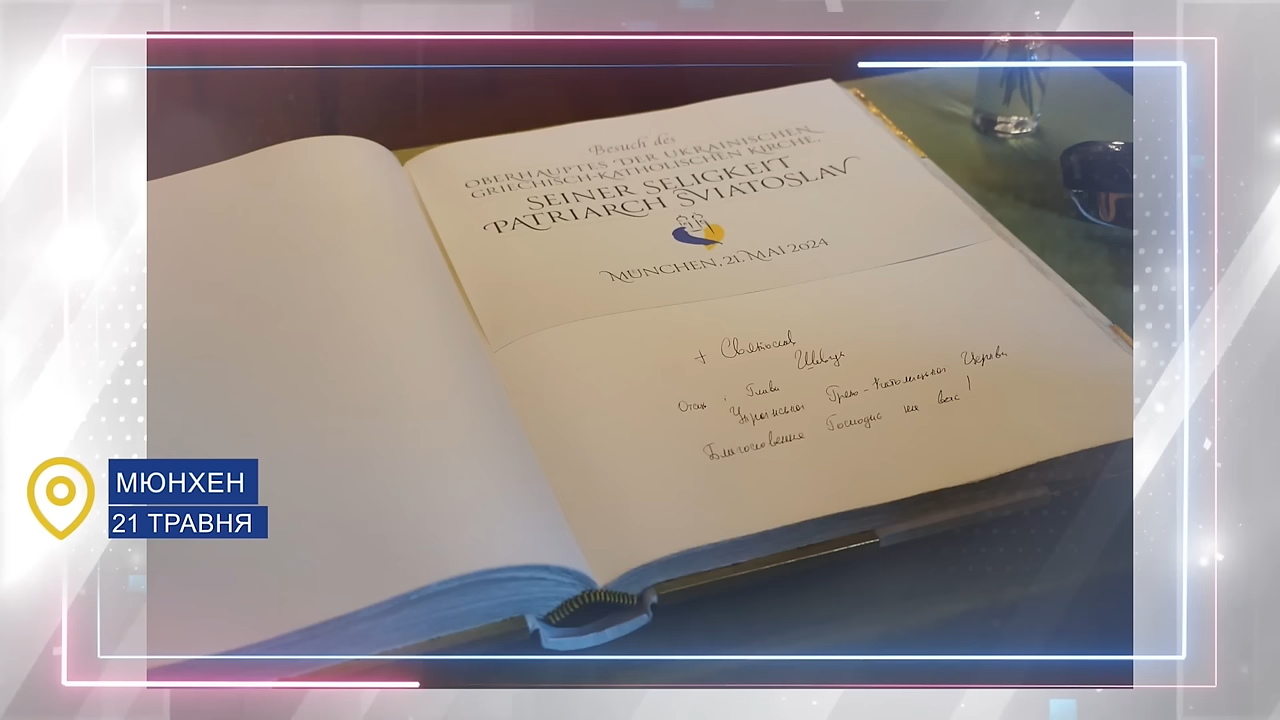 Besuch des
OBERHAUPTES DER UKRAINISCHEN
GRIECHISCH-KATHOLISCHEN KIRCHE,
SEINER SELIGKEIT
PATRIARCH SVIATOSLAV
MÜNCHEN, 21. MAI 2024
+ Святослав
Шевчук
Отець і Глава
Української Греко-Католицької Церкви
Благословення Господнє на вас!
МЮНХЕН
21 ТРАВНЯ